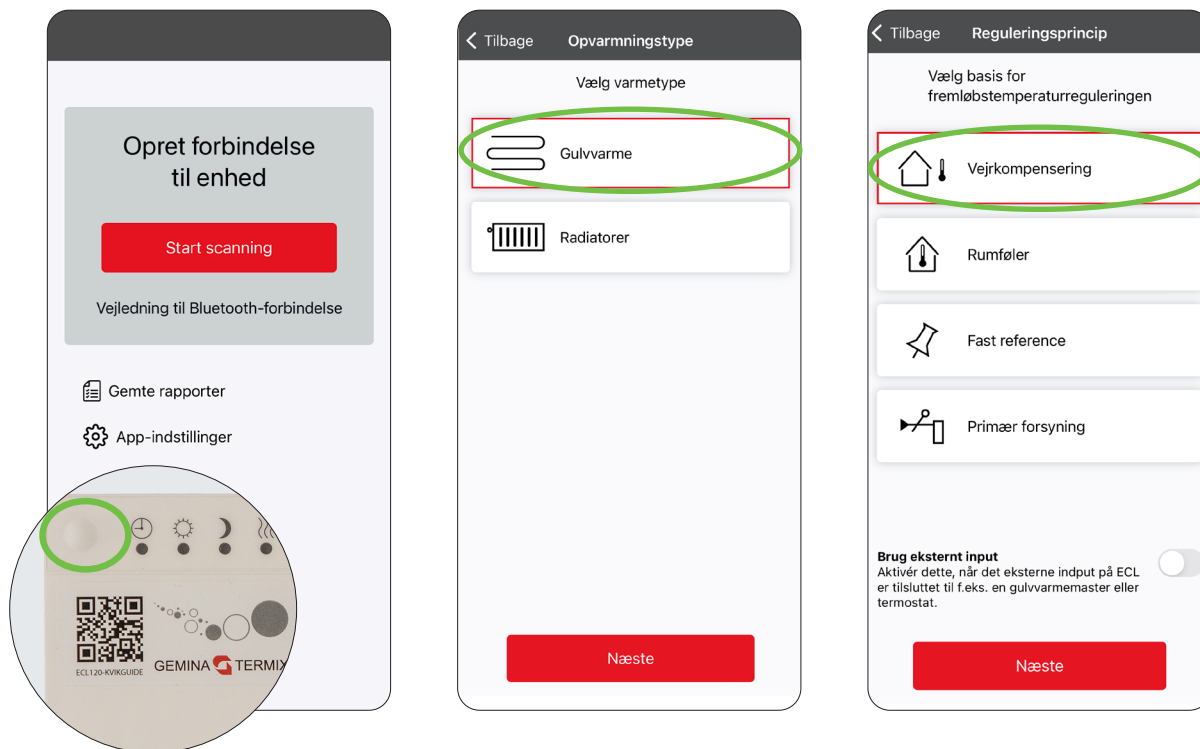 Opret forbindelse
til enhed
Start scanning
Vejledning til Bluetooth-forbindelse
Gemte rapporter
App-indstillinger
ECL120-KVIKGUIDE
GEMINA TERMIX
Tilbage Opvarmningstype
Vælg varmetype
Gulvvarme
Radiatorer
Næste
Tilbage Reguleringsprincip
Vælg basis for
fremløbstemperaturreguleringen
Vejrkompensering
Rumføler
Fast reference
Primær forsyning
Brug eksternt input
Aktivér dette, når det eksterne indput på ECL
er tilsluttet til f.eks. en gulvvarmemaster eller
termostat.
Næste